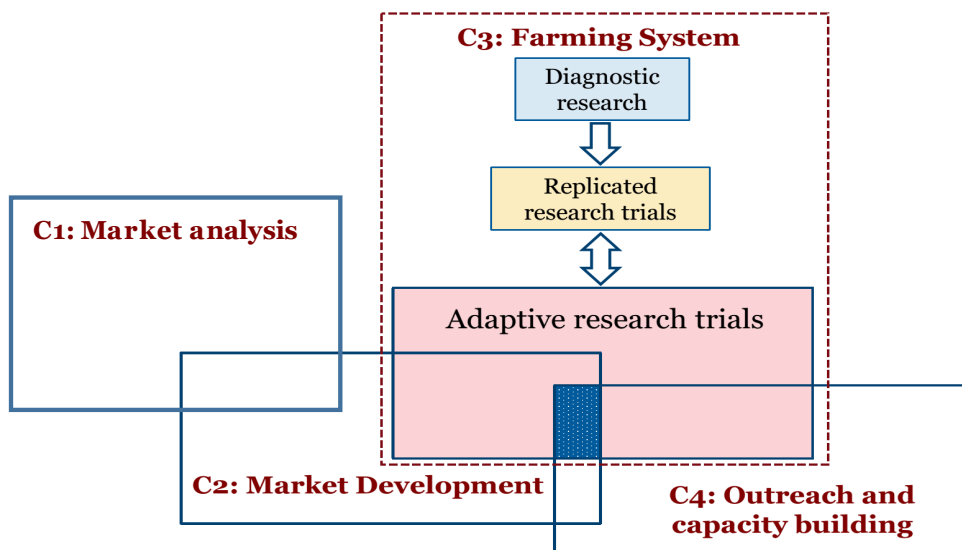 C3: Farming System
Diagnostic
research
Replicated
research trials
C1: Market analysis
Adaptive research trials
C2: Market Development
C4: Outreach and
capacity building